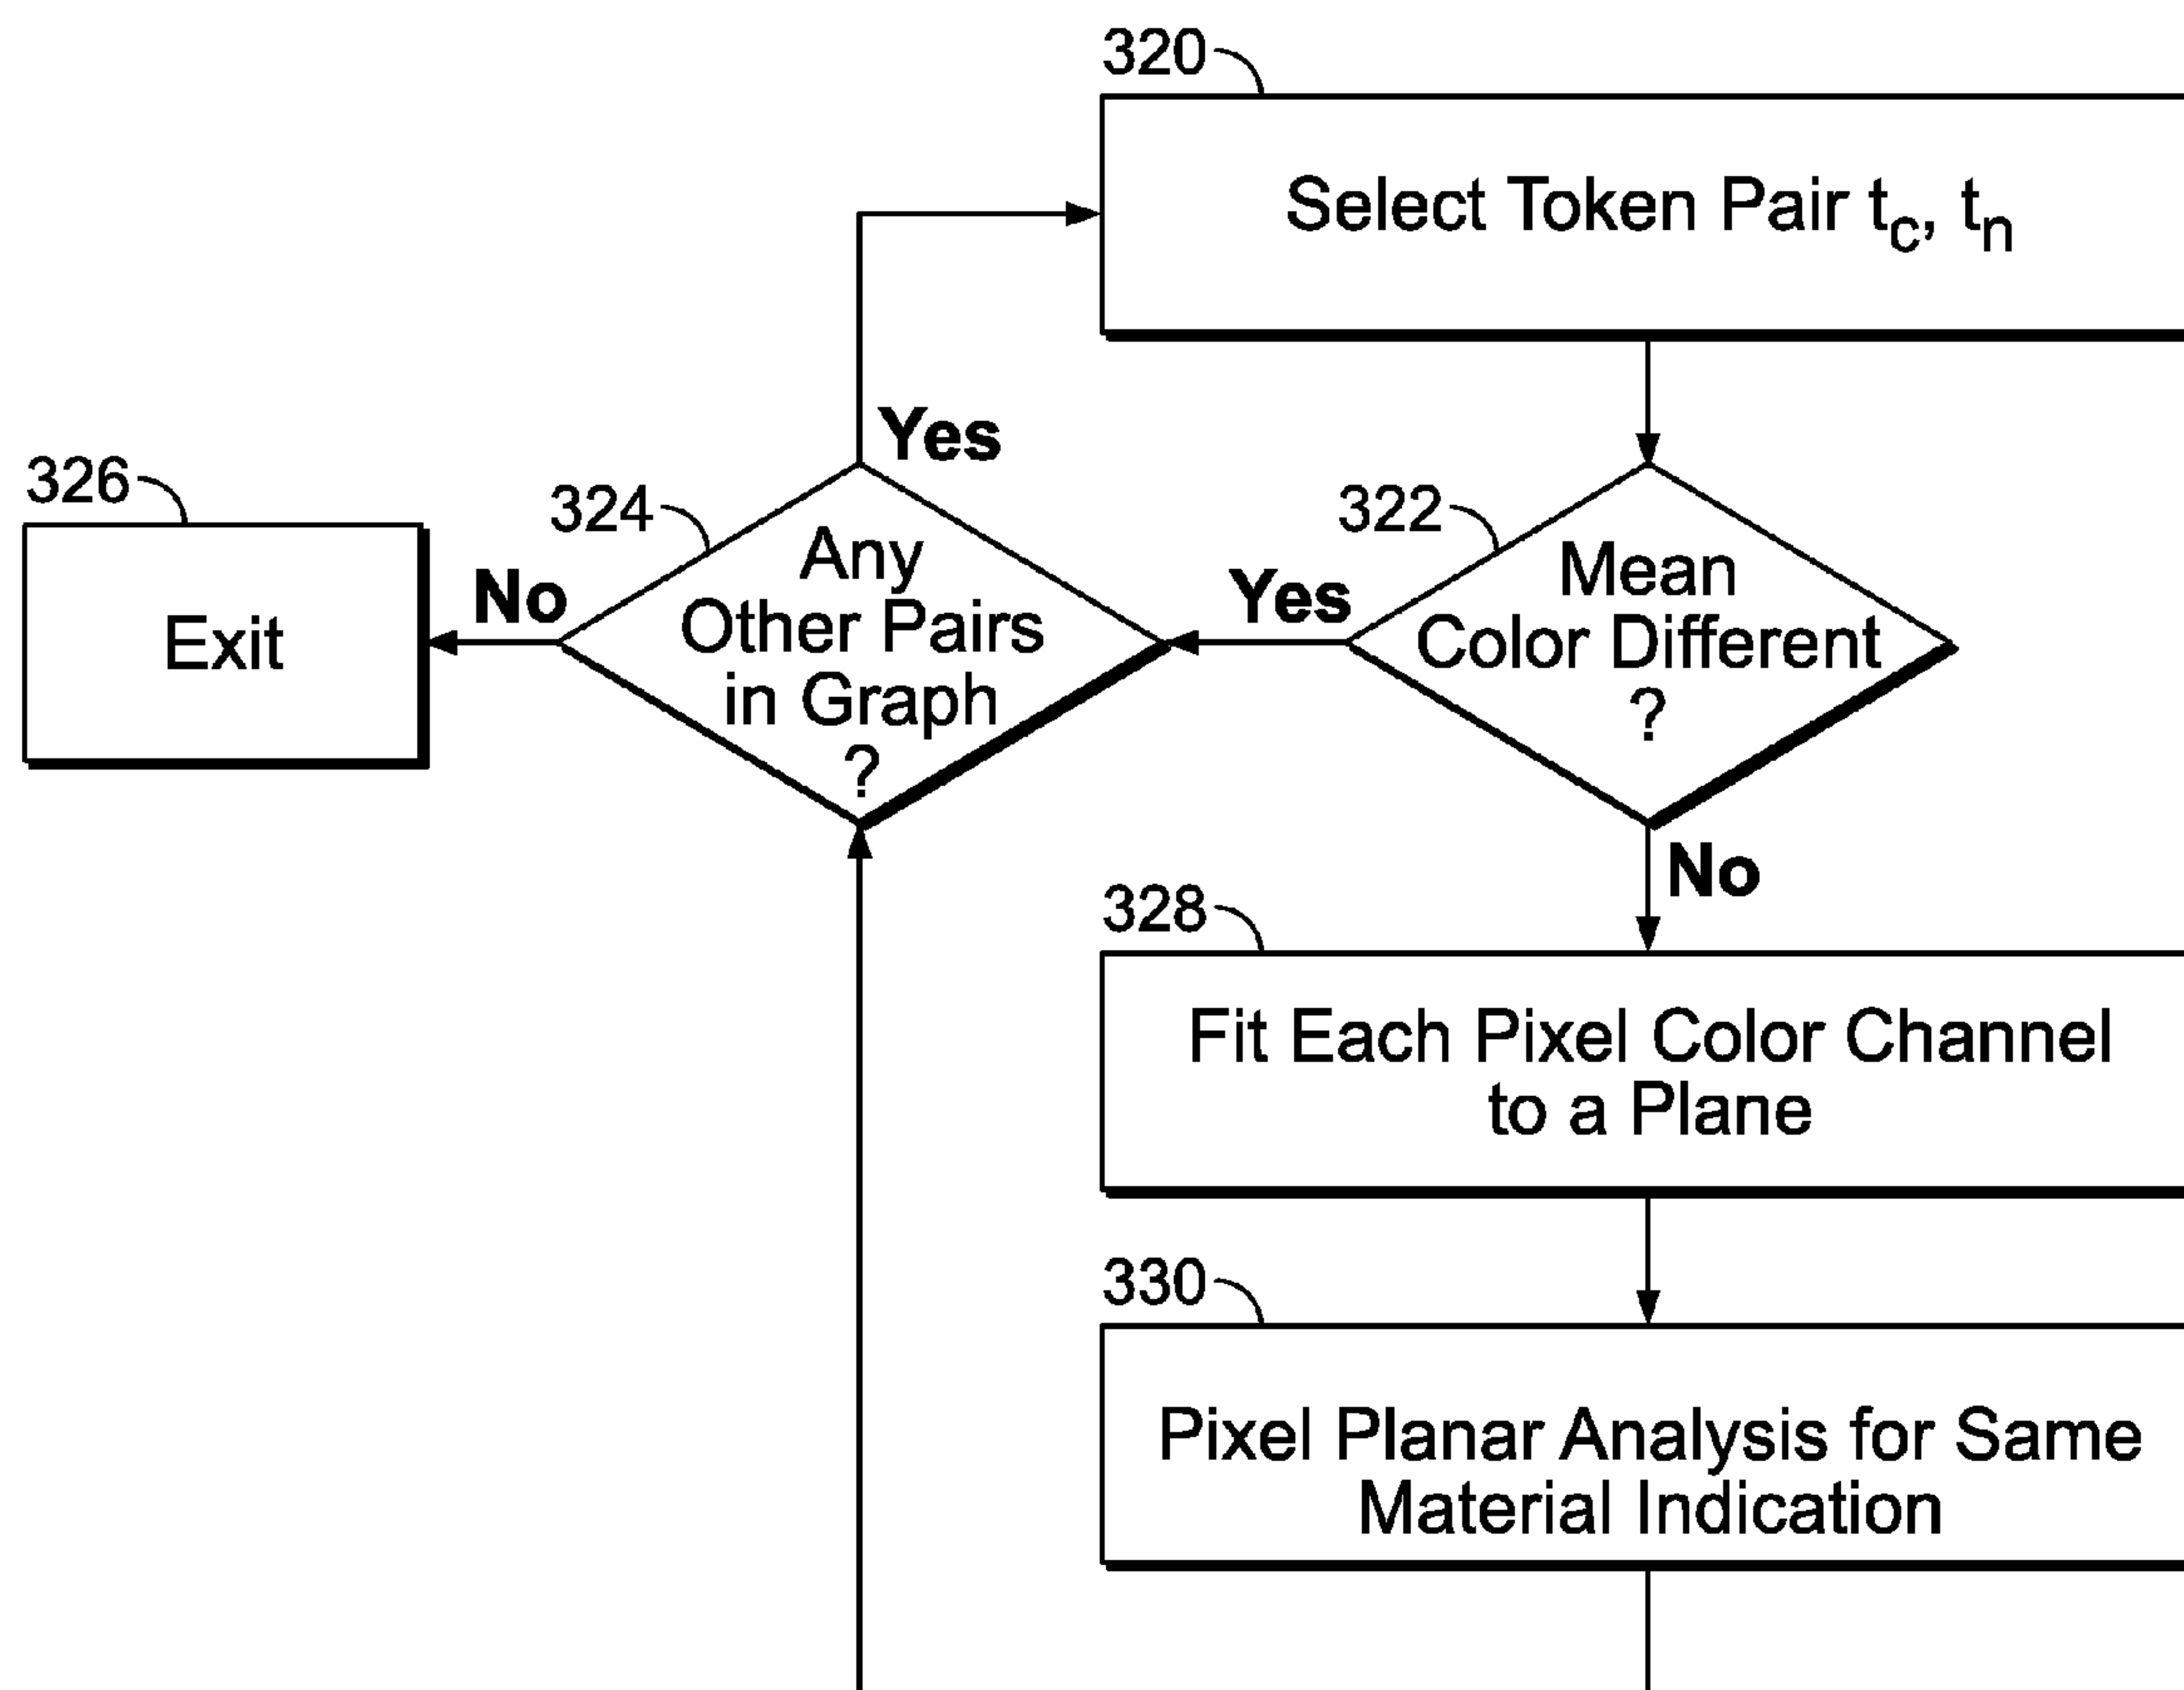 320
Select Token Pair tc, tn
Yes
326
324
322
Exit
No
Any
Other Pairs
in Graph
?
Yes
Mean
Color Different
?
No
328
Fit Each Pixel Color Channel
to a Plane
330
Pixel Planar Analysis for Same
Material Indication